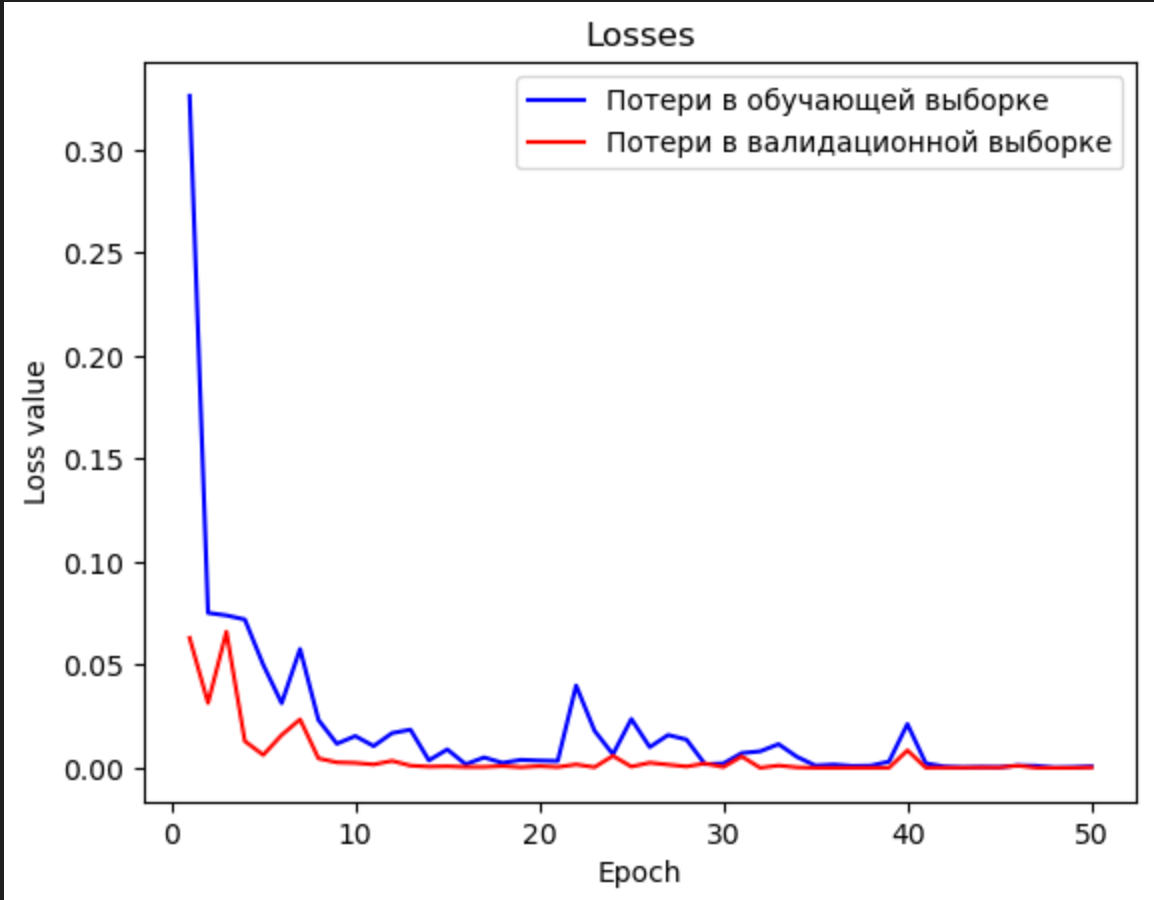 Losses
Потери в обучающей выборке
Потери в валидационной выборке
Loss value
0.30
0.25
0.20
0.15
0.10
0.05
0.00
0 10 20 30 40 50
Epoch